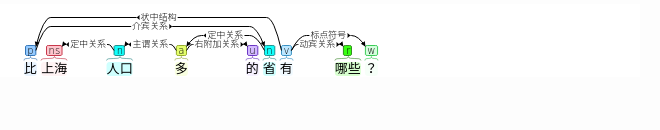 状中结构
介宾关系
定中关系 标点符号
定中关系 主谓关系 右附加关系 动宾关系
p ns n a u n v r w
比 上海 人口 多 的 省 有 哪些 ？